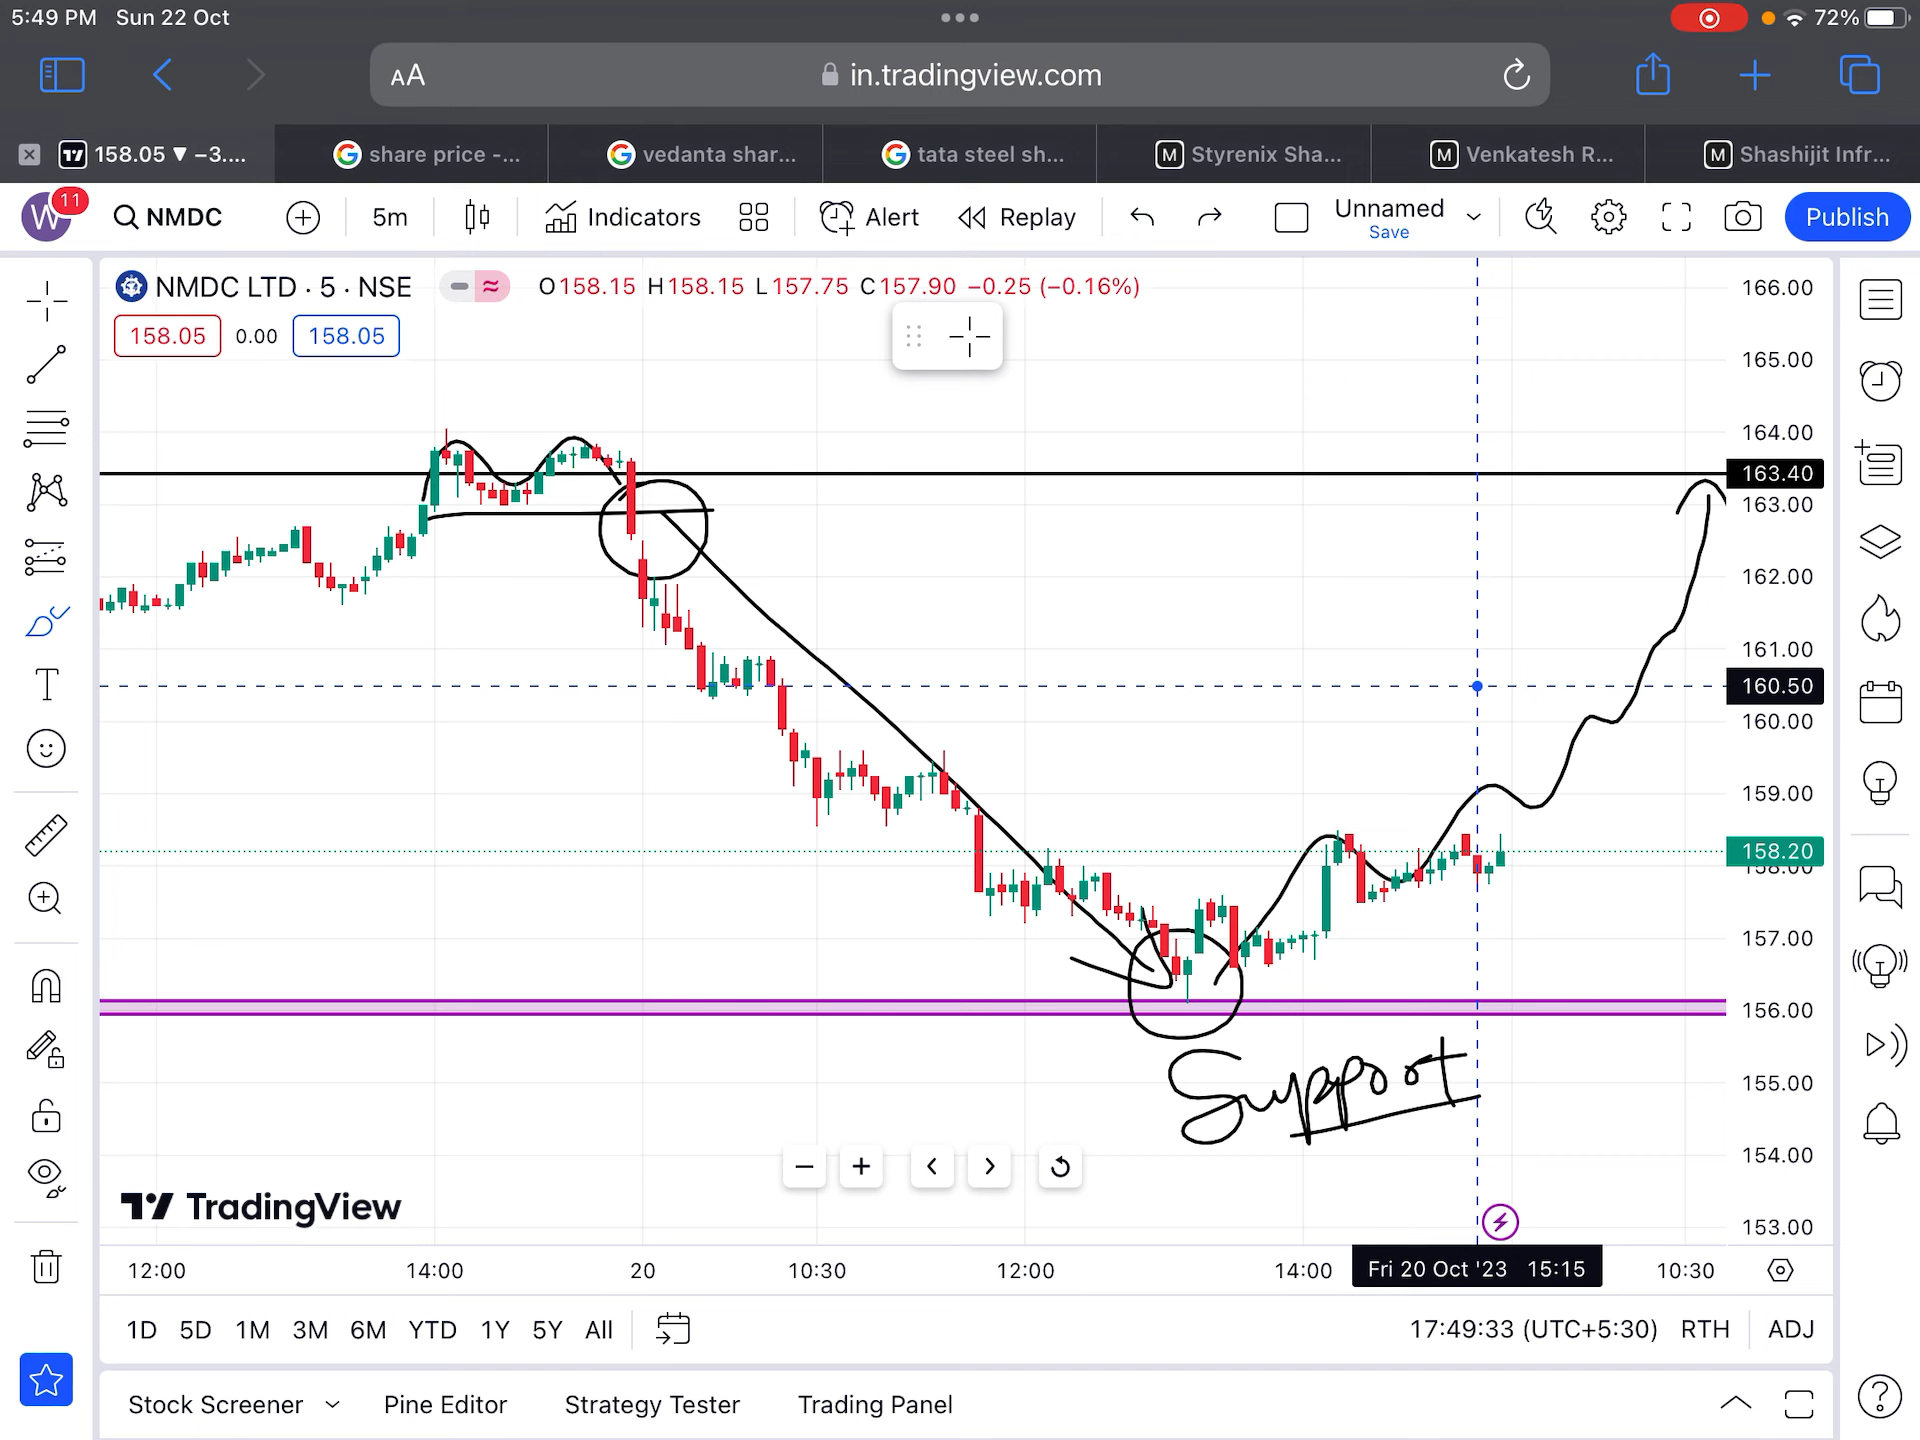 5:49 PM Sun 22 Oct
72%
AA
in.tradingview.com
158.05 ▼ −3....
share price -...
vedanta shar...
tata steel sh...
Styrenix Sha...
Venkatesh R...
Shashijit Infr...
W 11
NMDC
5m
Indicators
Alert
Replay
Unnamed
Save
Publish
NMDC LTD · 5 · NSE
O158.15 H158.15 L157.75 C157.90 −0.25 (−0.16%)
158.05 0.00 158.05
166.00
165.00
164.00
163.40
163.00
162.00
161.00
160.50
160.00
159.00
158.20
158.00
157.00
156.00
155.00
154.00
153.00
Support
TradingView
12:00 14:00 20 10:30 12:00 14:00 Fri 20 Oct '23 15:15 10:30
1D 5D 1M 3M 6M YTD 1Y 5Y All
17:49:33 (UTC+5:30) RTH ADJ
Stock Screener Pine Editor Strategy Tester Trading Panel